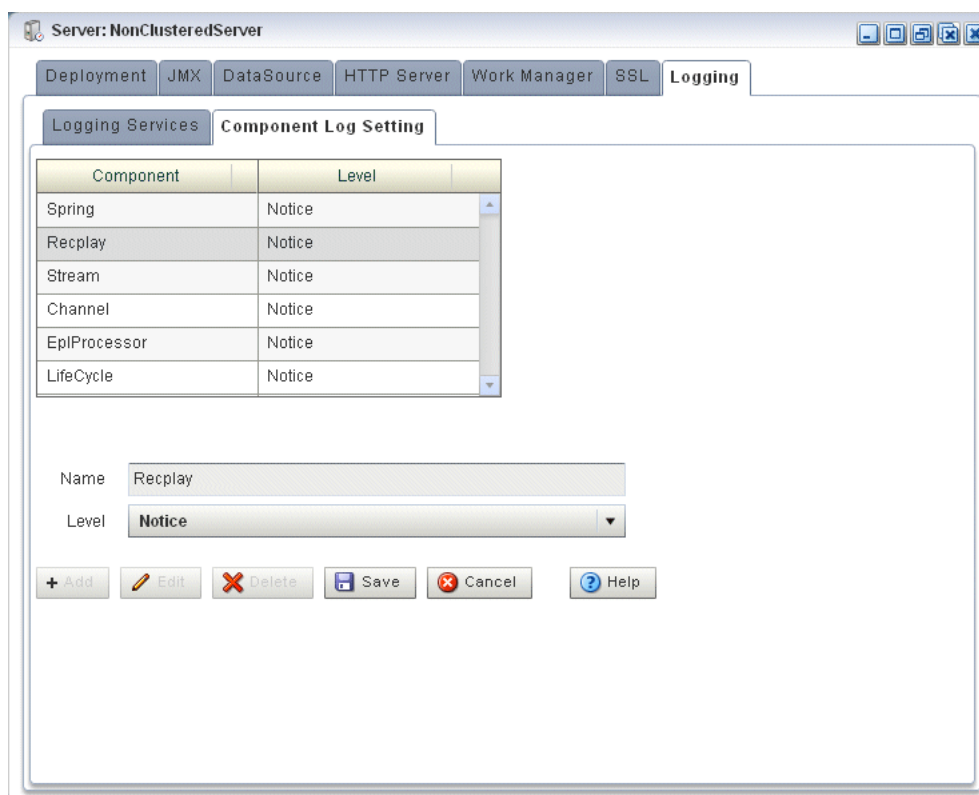 Server: NonClusteredServer
Deployment JMX DataSource HTTP Server Work Manager SSL Logging
Logging Services Component Log Setting
Component Level
Spring Notice
Recplay Notice
Stream Notice
Channel Notice
EplProcessor Notice
LifeCycle Notice
Name Recplay
Level Notice
Add Edit Delete Save Cancel Help